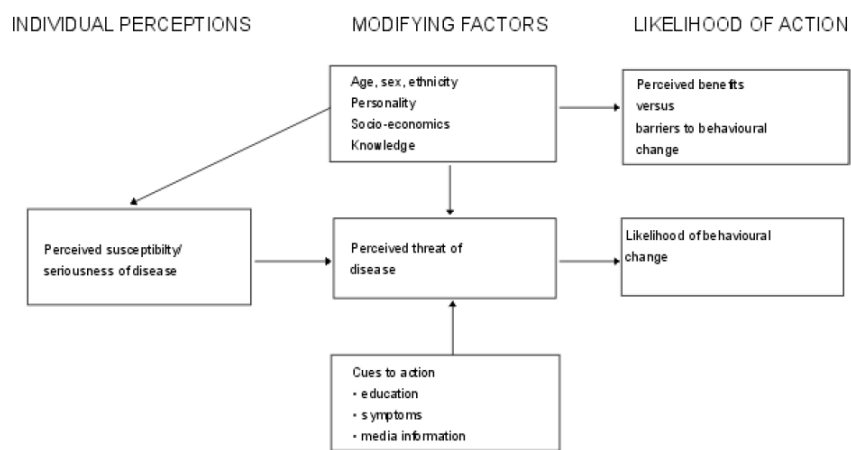 INDIVIDUAL PERCEPTIONS
MODIFYING FACTORS
LIKELIHOOD OF ACTION
Age, sex, ethnicity
Personality
Socio-economics
Knowledge
Perceived benefits
versus
barriers to behavioural
change
Perceived susceptibilty/
seriousness of disease
Perceived threat of
disease
Likelihood of behavioural
change
Cues to action
• education
• symptoms
• media information